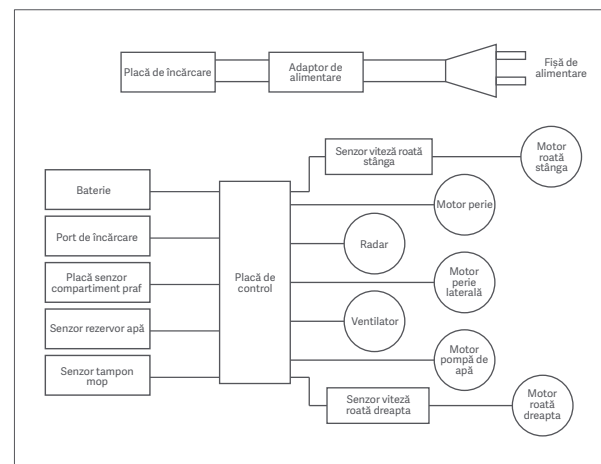 Placă de încărcare
Adaptor de
alimentare
Fișă de
alimentare
Senzor viteză roată
stânga
Motor
roată
stânga
Baterie
Motor perie
Port de încărcare
Radar
Placă senzor
compartiment praf
Placă de
control
Motor
perie
laterală
Senzor rezervor apă
Ventilator
Senzor tampon
mop
Motor
pompă de
apă
Senzor viteză
roată dreapta
Motor
roată
dreapta